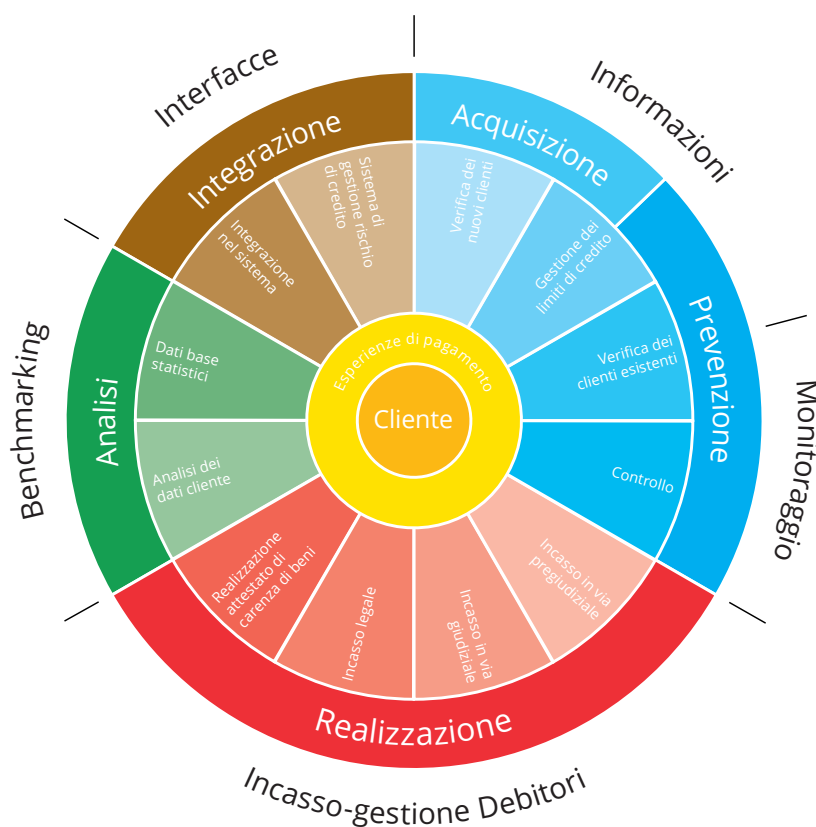 Interfacce
Informazioni
Integrazione
Acquisizione
Sistema di
gestione rischio
di credito
Verifica dei
nuovi clienti
Integrazione
nel sistema
Gestione dei
limiti di credito
Prevenzione
Monitoraggio
Benchmarking
Analisi
Dati base
statistici
Verifica dei
clienti esistenti
Esperienze di pagamento
Cliente
Analisi dei
dati cliente
Controllo
Realizzazione
attestato di
carenza di beni
Incasso legale
Incasso in via
giudiziale
Incasso in via
pregiudiziale
Realizzazione
Incasso-gestione Debitori